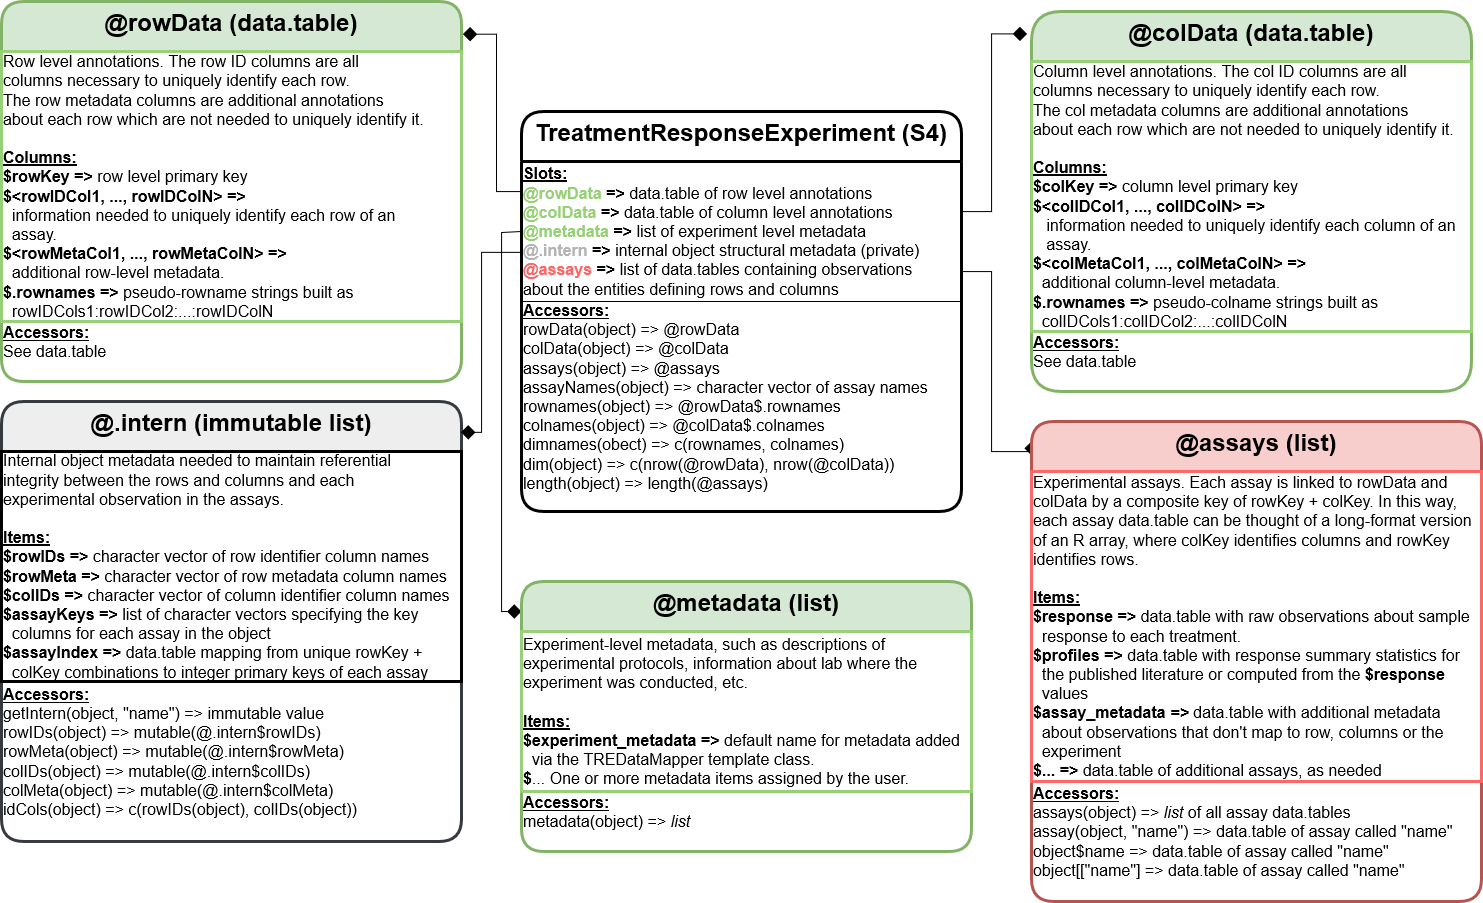 @rowData (data.table)
Row level annotations. The row ID columns are all
columns necessary to uniquely identify each row.
The row metadata columns are additional annotations
about each row which are not needed to uniquely identify it.
Columns:
$rowKey => row level primary key
$<rowIDCol1, ..., rowIDColN> =>
information needed to uniquely identify each row of an
assay.
$<rowMetaCol1, ..., rowMetaColN> =>
additional row-level metadata.
$.rownames => pseudo-rowname strings built as
rowIDCols1:rowIDCol2:...:rowIDColN
Accessors:
See data.table
@.intern (immutable list)
Internal object metadata needed to maintain referential
integrity between the rows and columns and each
experimental observation in the assays.
Items:
$rowIDs => character vector of row identifier column names
$rowMeta => character vector of row metadata column names
$colIDs => character vector of column identifier column names
$assayKeys => list of character vectors specifying the key
columns for each assay in the object
$assayIndex => data.table mapping from unique rowKey +
colKey combinations to integer primary keys of each assay
Accessors:
getIntern(object, "name") => immutable value
rowIDs(object) => mutable(@.intern$rowIDs)
rowMeta(object) => mutable(@.intern$rowMeta)
colIDs(object) => mutable(@.intern$colIDs)
colMeta(object) => mutable(@.intern$colMeta)
idCols(object) => c(rowIDs(object), colIDs(object))
TreatmentResponseExperiment (S4)
Slots:
@rowData => data.table of row level annotations
@colData => data.table of column level annotations
@metadata => list of experiment level metadata
@.intern => internal object structural metadata (private)
@assays => list of data.tables containing observations
about the entities defining rows and columns
Accessors:
rowData(object) => @rowData
colData(object) => @colData
assays(object) => @assays
assayNames(object) => character vector of assay names
rownames(object) => @rowData$.rownames
colnames(object) => @colData$.colnames
dimnames(obect) => c(rownames, colnames)
dim(object) => c(nrow(@rowData), nrow(@colData))
length(object) => length(@assays)
@metadata (list)
Experiment-level metadata, such as descriptions of
experimental protocols, information about lab where the
experiment was conducted, etc.
Items:
$experiment_metadata => default name for metadata added
via the TREDataMapper template class.
$... One or more metadata items assigned by the user.
Accessors:
metadata(object) => list
@colData (data.table)
Column level annotations. The col ID columns are all
columns necessary to uniquely identify each row.
The col metadata columns are additional annotations
about each row which are not needed to uniquely identify it.
Columns:
$colKey => column level primary key
$<colIDCol1, ..., colIDColN> =>
information needed to uniquely identify each column of an
assay.
$<colMetaCol1, ..., colMetaColN> =>
additional column-level metadata.
$.rownames => pseudo-colname strings built as
colIDCols1:colIDCol2:...:colIDColN
Accessors:
See data.table
@assays (list)
Experimental assays. Each assay is linked to rowData and
colData by a composite key of rowKey + colKey. In this way,
each assay data.table can be thought of a long-format version
of an R array, where colKey identifies columns and rowKey
identifies rows.
Items:
$response => data.table with raw observations about sample
response to each treatment.
$profiles => data.table with response summary statistics for
the published literature or computed from the $response
values
$assay_metadata => data.table with additional metadata
about observations that don't map to row, columns or the
experiment
$... => data.table of additional assays, as needed
Accessors:
assays(object) => list of all assay data.tables
assay(object, "name") => data.table of assay called "name"
object$name => data.table of assay called "name"
object[["name"] => data.table of assay called "name"